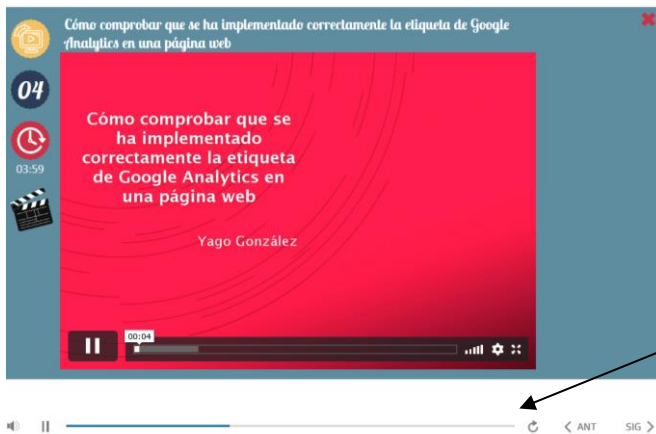 Cómo comprobar que se ha implementado correctamente la etiqueta de Google
Analytics en una página web
04
03:59
Cómo comprobar que se
ha implementado
correctamente la etiqueta
de Google Analytics en
una página web
Yago González
00:04
ANT
SIG